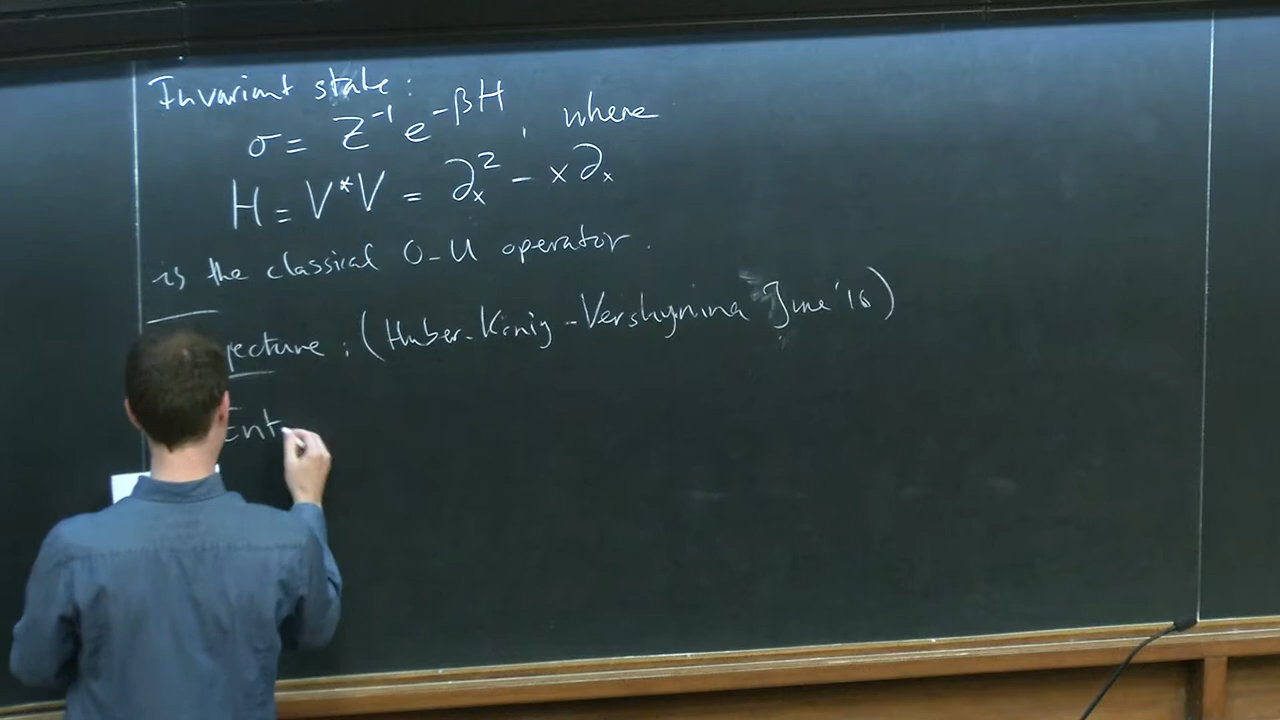 Invariant state:
σ = Z⁻¹ e^{-βH}, where
H = V*V = ∂ₓ² - x∂ₓ
is the classical O-U operator.
jecture: (Huber-König-Vershynina June '16)
Ent